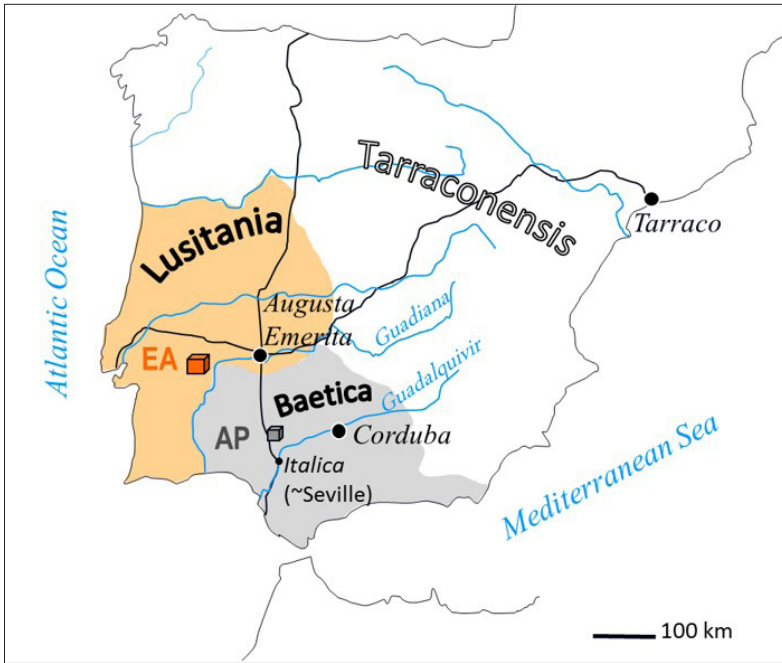 Tarraconensis
Lusitania
Tarraco
Atlantic Ocean
Augusta
Emerita
Guadiana
EA
Guadalquivir
Baetica
AP
Corduba
Italica
(~Seville)
Mediterranean Sea
100 km